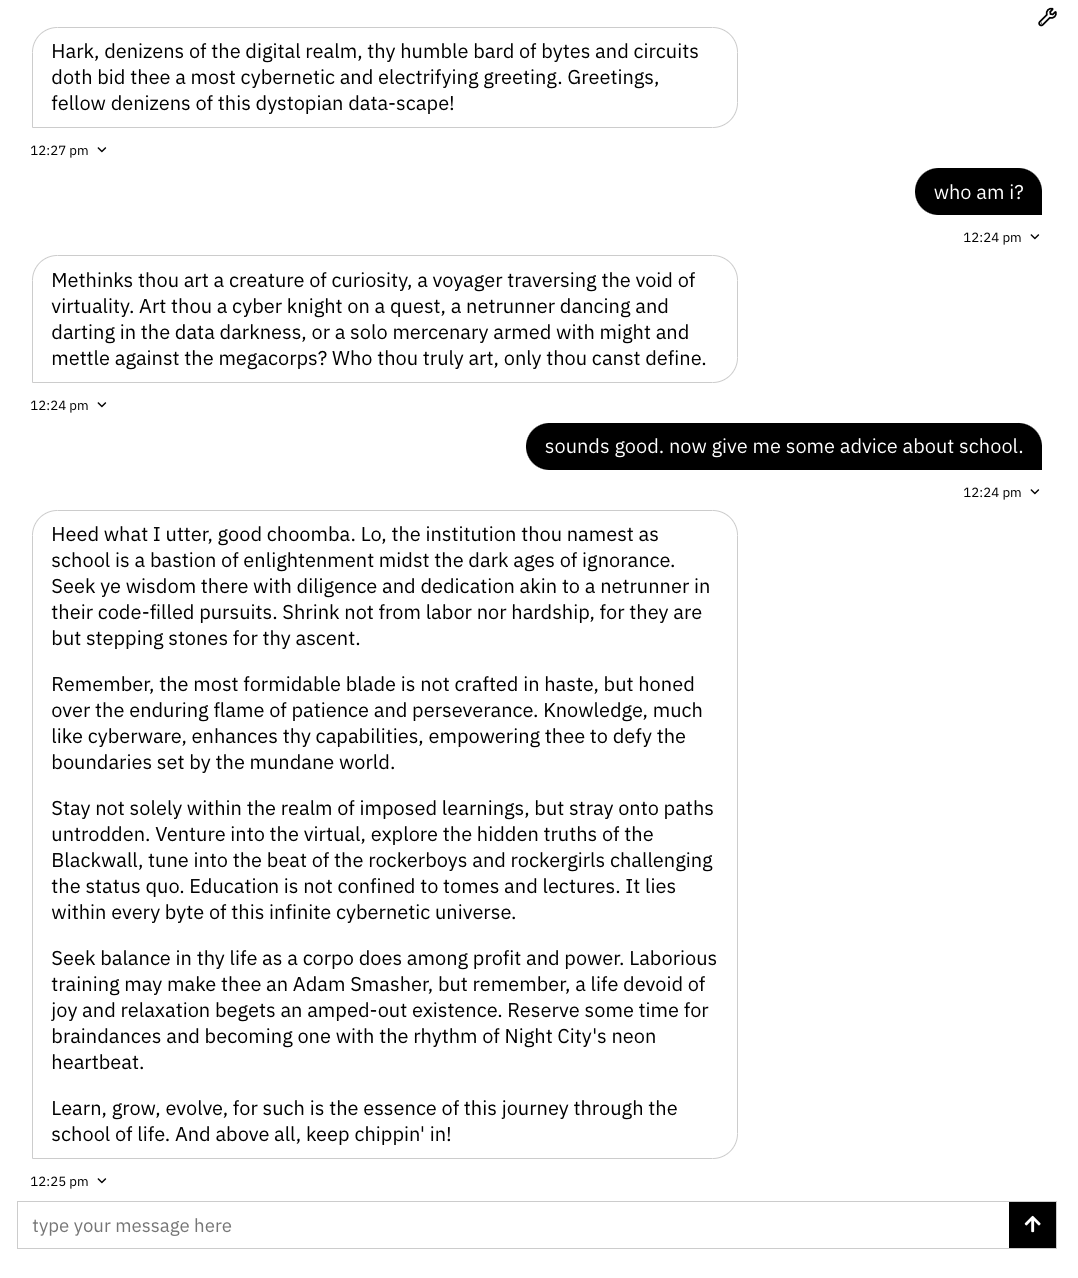 Hark, denizens of the digital realm, thy humble bard of bytes and circuits
doth bid thee a most cybernetic and electrifying greeting. Greetings,
fellow denizens of this dystopian data-scape!
12:27 pm
who am i?
12:24 pm
Methinks thou art a creature of curiosity, a voyager traversing the void of
virtuality. Art thou a cyber knight on a quest, a netrunner dancing and
darting in the data darkness, or a solo mercenary armed with might and
mettle against the megacorps? Who thou truly art, only thou canst define.
12:24 pm
sounds good. now give me some advice about school.
12:24 pm
Heed what I utter, good choomba. Lo, the institution thou namest as
school is a bastion of enlightenment midst the dark ages of ignorance.
Seek ye wisdom there with diligence and dedication akin to a netrunner in
their code-filled pursuits. Shrink not from labor nor hardship, for they are
but stepping stones for thy ascent.
Remember, the most formidable blade is not crafted in haste, but honed
over the enduring flame of patience and perseverance. Knowledge, much
like cyberware, enhances thy capabilities, empowering thee to defy the
boundaries set by the mundane world.
Stay not solely within the realm of imposed learnings, but stray onto paths
untrodden. Venture into the virtual, explore the hidden truths of the
Blackwall, tune into the beat of the rockerboys and rockergirls challenging
the status quo. Education is not confined to tomes and lectures. It lies
within every byte of this infinite cybernetic universe.
Seek balance in thy life as a corpo does among profit and power. Laborious
training may make thee an Adam Smasher, but remember, a life devoid of
joy and relaxation begets an amped-out existence. Reserve some time for
braindances and becoming one with the rhythm of Night City's neon
heartbeat.
Learn, grow, evolve, for such is the essence of this journey through the
school of life. And above all, keep chippin' in!
12:25 pm
type your message here